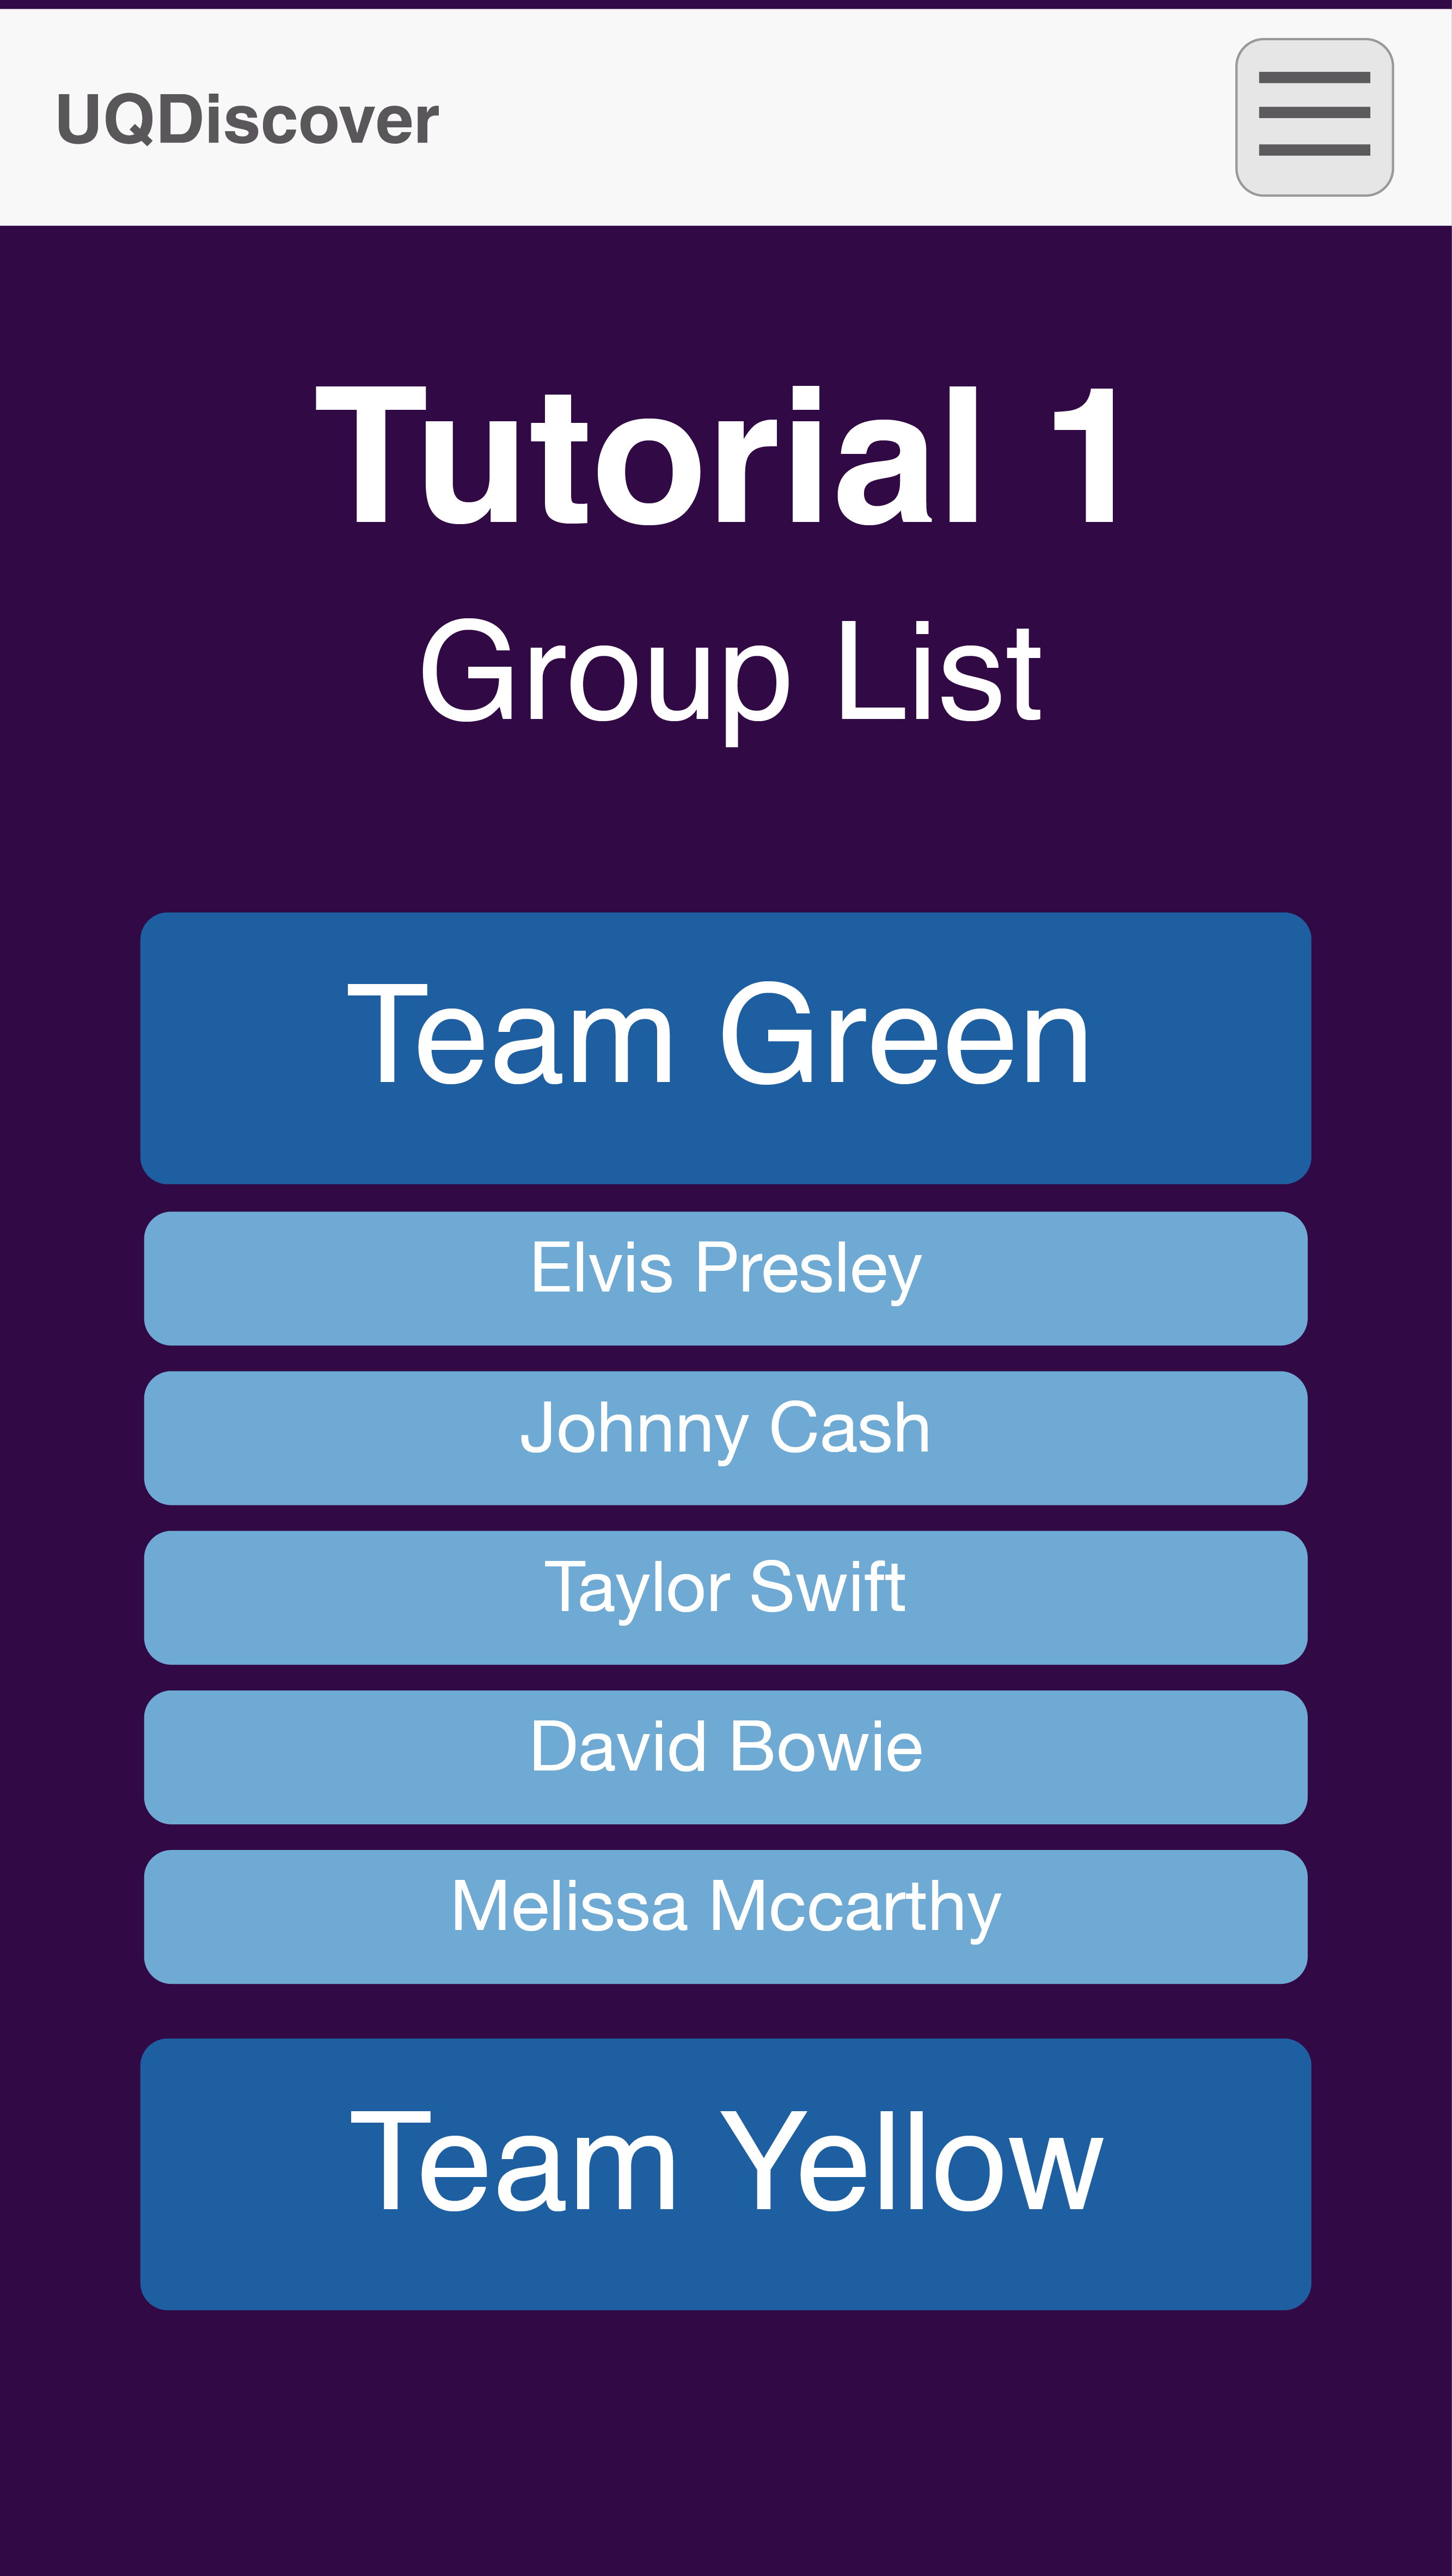 UQDiscover
Tutorial 1
Group List
Team Green
Elvis Presley
Johnny Cash
Taylor Swift
David Bowie
Melissa Mccarthy
Team Yellow